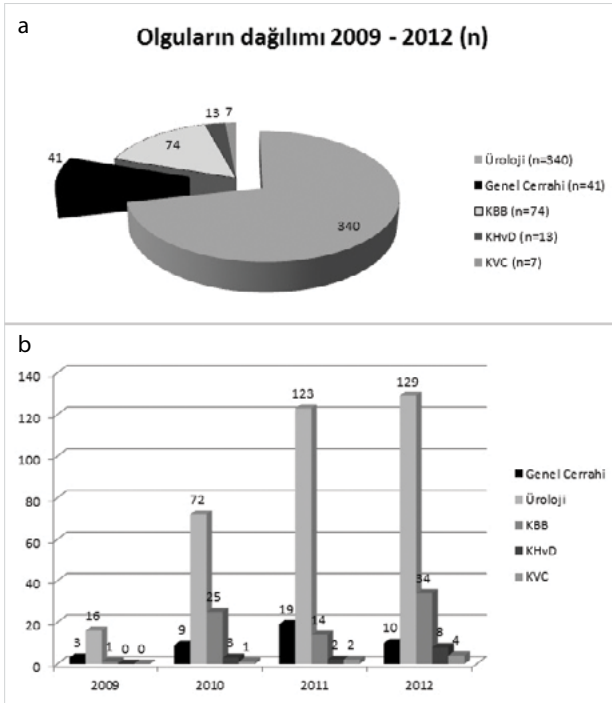 a
Olguların dağılımı 2009 - 2012 (n)
13
7
74
41
340
Üroloji (n=340)
Genel Cerrahi (n=41)
KBB (n=74)
KHvD (n=13)
KVC (n=7)
b
140
120
100
80
60
40
20
0
3
16
1
0
0
9
72
25
3
1
19
123
14
2
2
10
129
34
8
4
2009
2010
2011
2012
Genel Cerrahi
Üroloji
KBB
KHvD
KVC